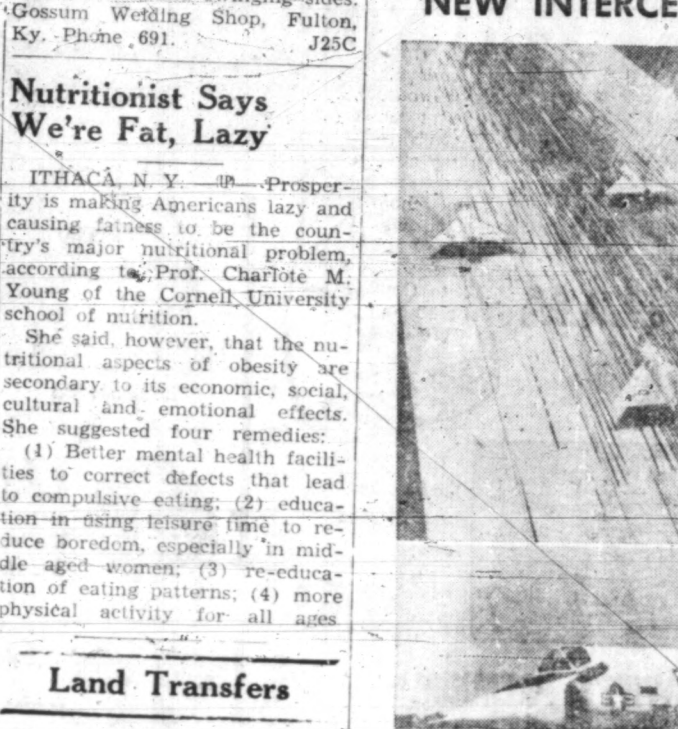 Gossum Welding Shop, Fulton,
Ky. Phone 691. J25C
Nutritionist Says
We're Fat, Lazy
ITHACA, N. Y. —(UP)— Prosper-
ity is making Americans lazy and
causing fatness to be the coun-
try's major nutritional problem,
according to Prof. Charlote M.
Young of the Cornell University
school of nutrition.
She said, however, that the nu-
tritional aspects of obesity are
secondary to its economic, social,
cultural and emotional effects.
She suggested four remedies:
(1) Better mental health facili-
ties to correct defects that lead
to compulsive eating; (2) educa-
tion in using leisure time to re-
duce boredom, especially in mid-
dle aged women; (3) re-educa-
tion of eating patterns; (4) more
physical activity for all ages
Land Transfers
NEW INTERCE